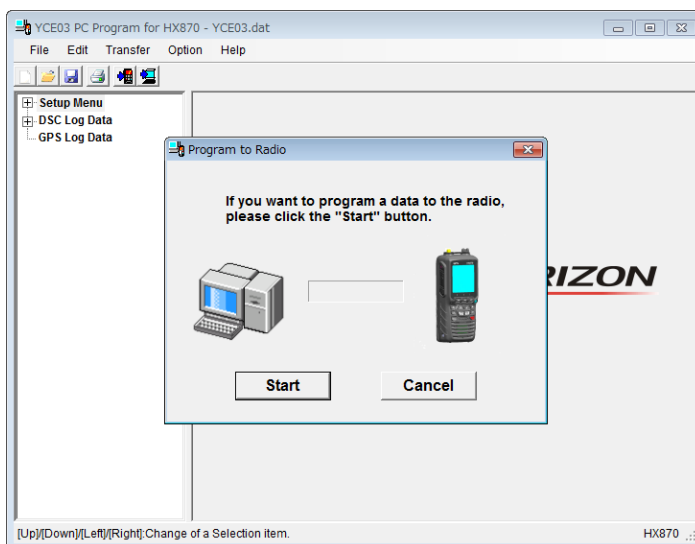 YCE03 PC Program for HX870 - YCE03.dat
File Edit Transfer Option Help
Setup Menu
DSC Log Data
GPS Log Data
Program to Radio
If you want to program a data to the radio,
please click the "Start" button.
RIZON
Start Cancel
[Up]/[Down]/[Left]/[Right]:Change of a Selection item. HX870